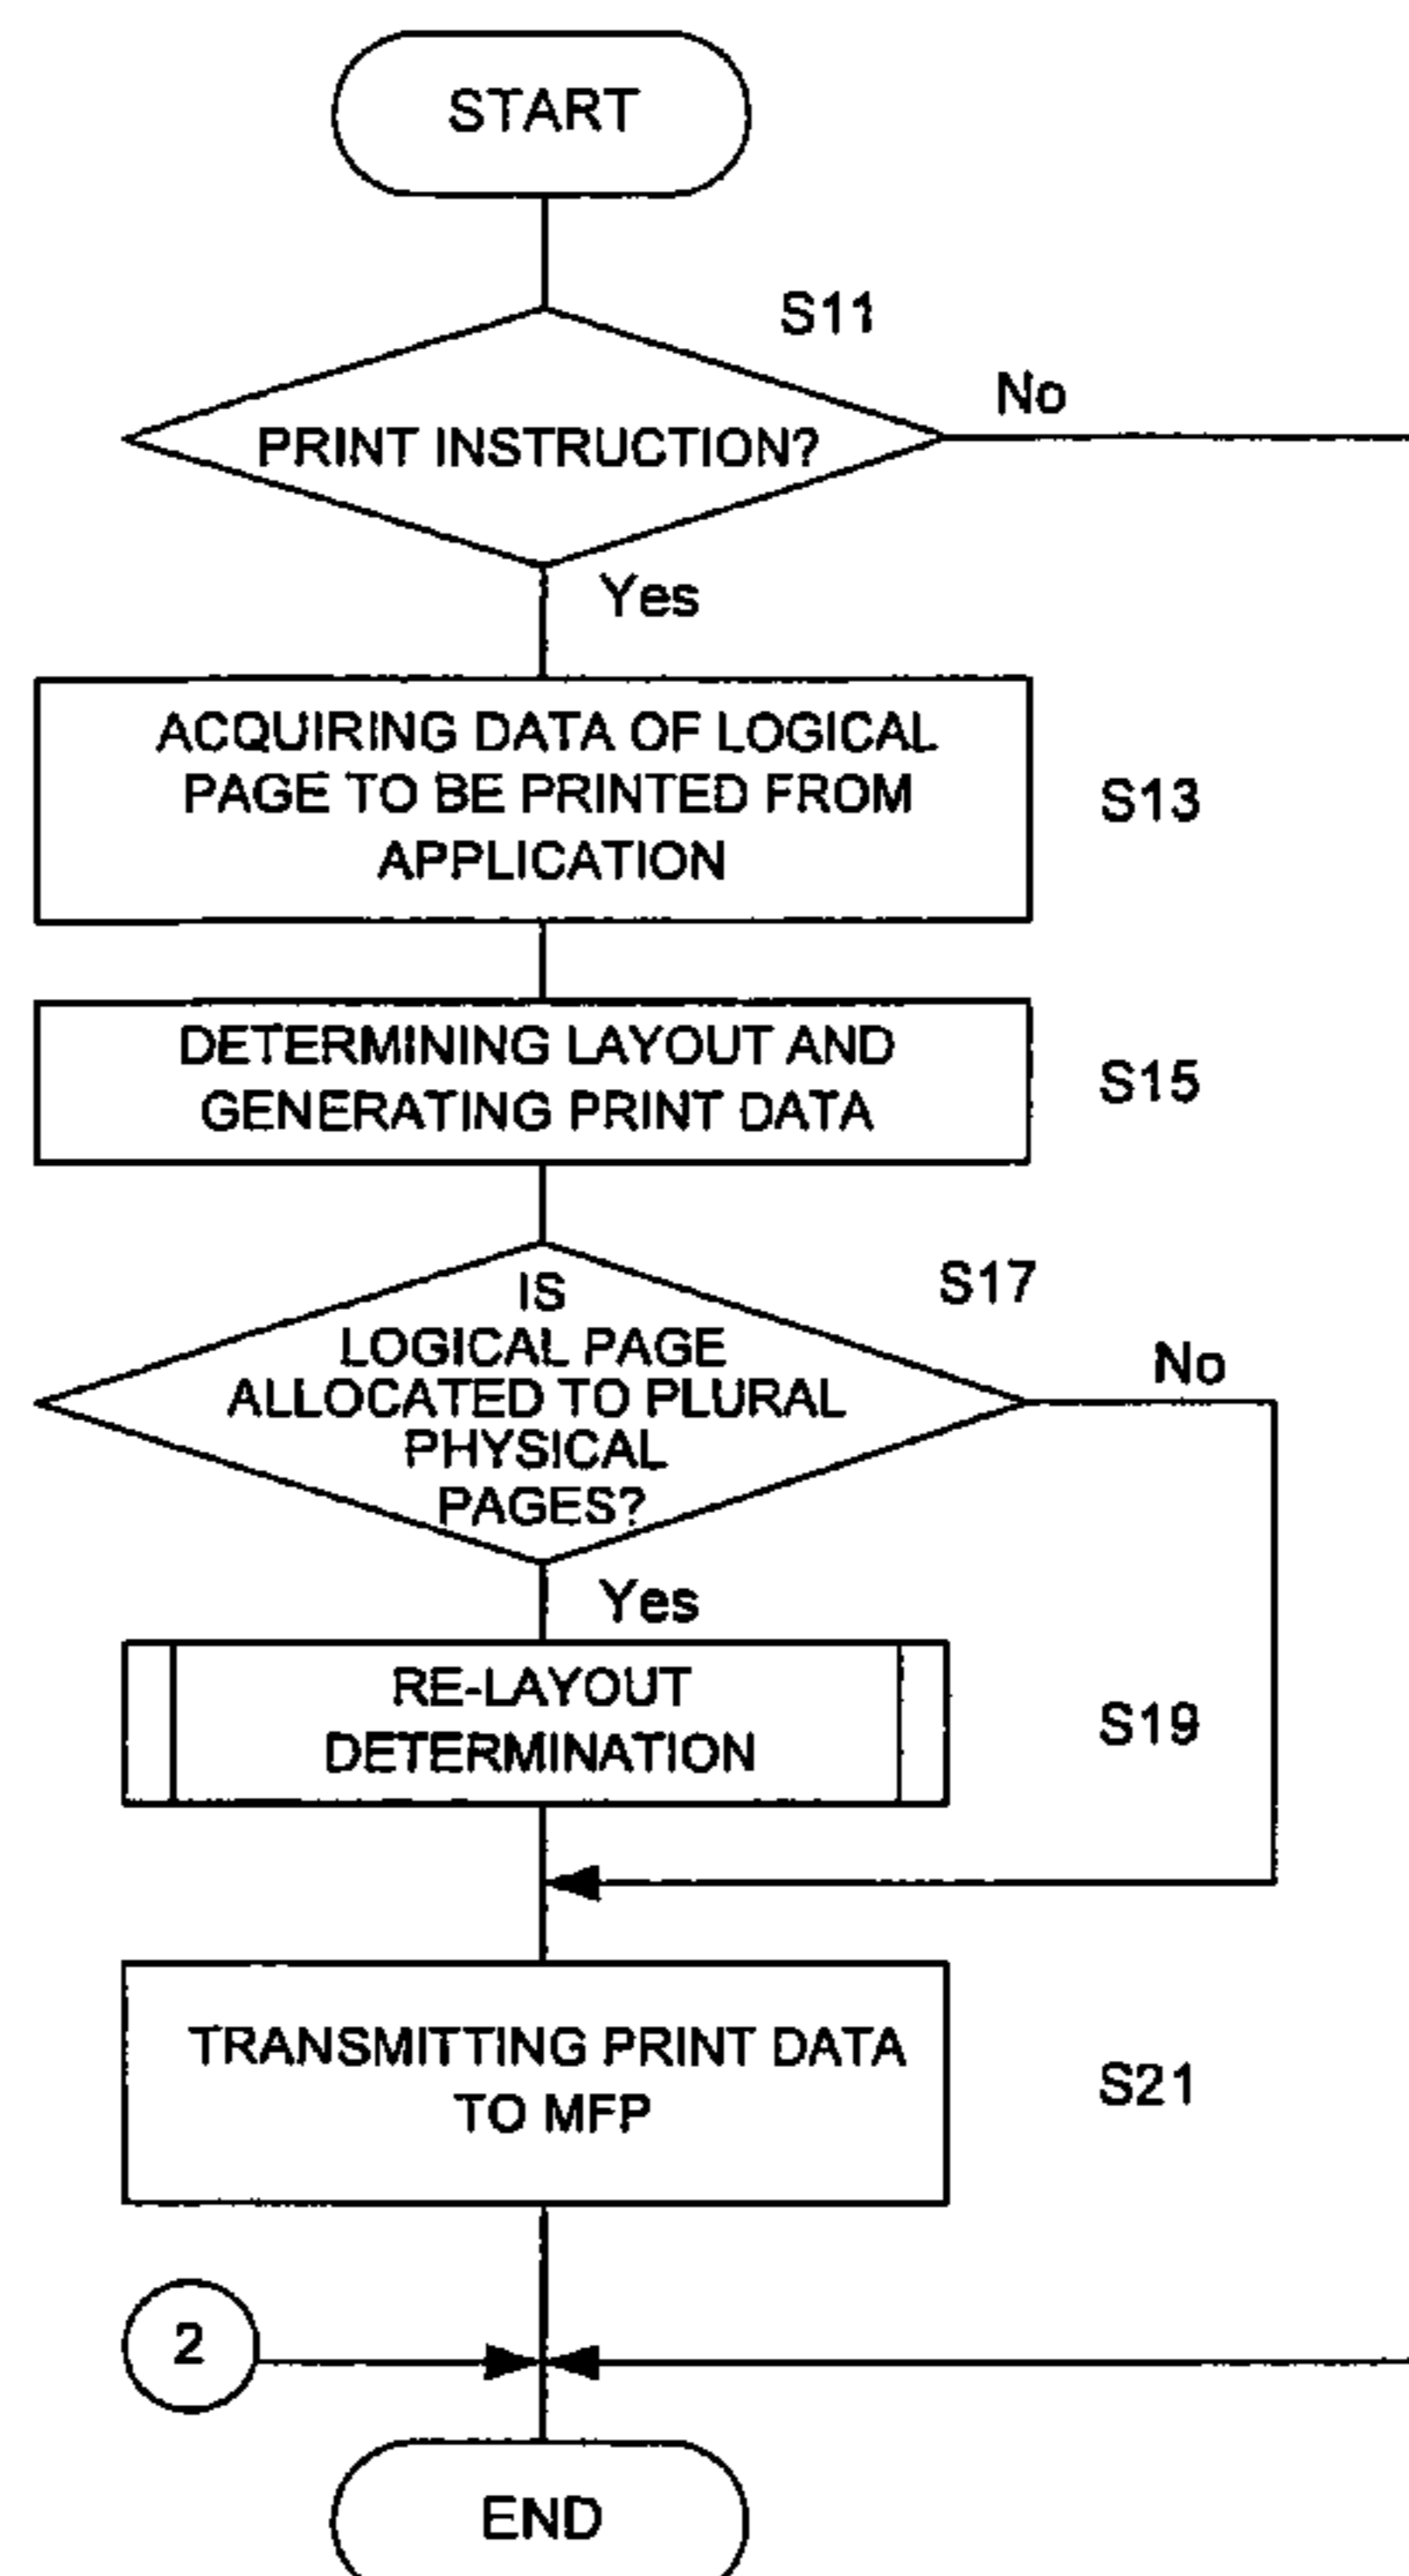 START
S11
No
PRINT INSTRUCTION?
Yes
ACQUIRING DATA OF LOGICAL
PAGE TO BE PRINTED FROM
APPLICATION
S13
DETERMINING LAYOUT AND
GENERATING PRINT DATA
S15
IS
LOGICAL PAGE
ALLOCATED TO PLURAL
PHYSICAL
PAGES?
S17
No
Yes
RE-LAYOUT
DETERMINATION
S19
TRANSMITTING PRINT DATA
TO MFP
S21
2
END